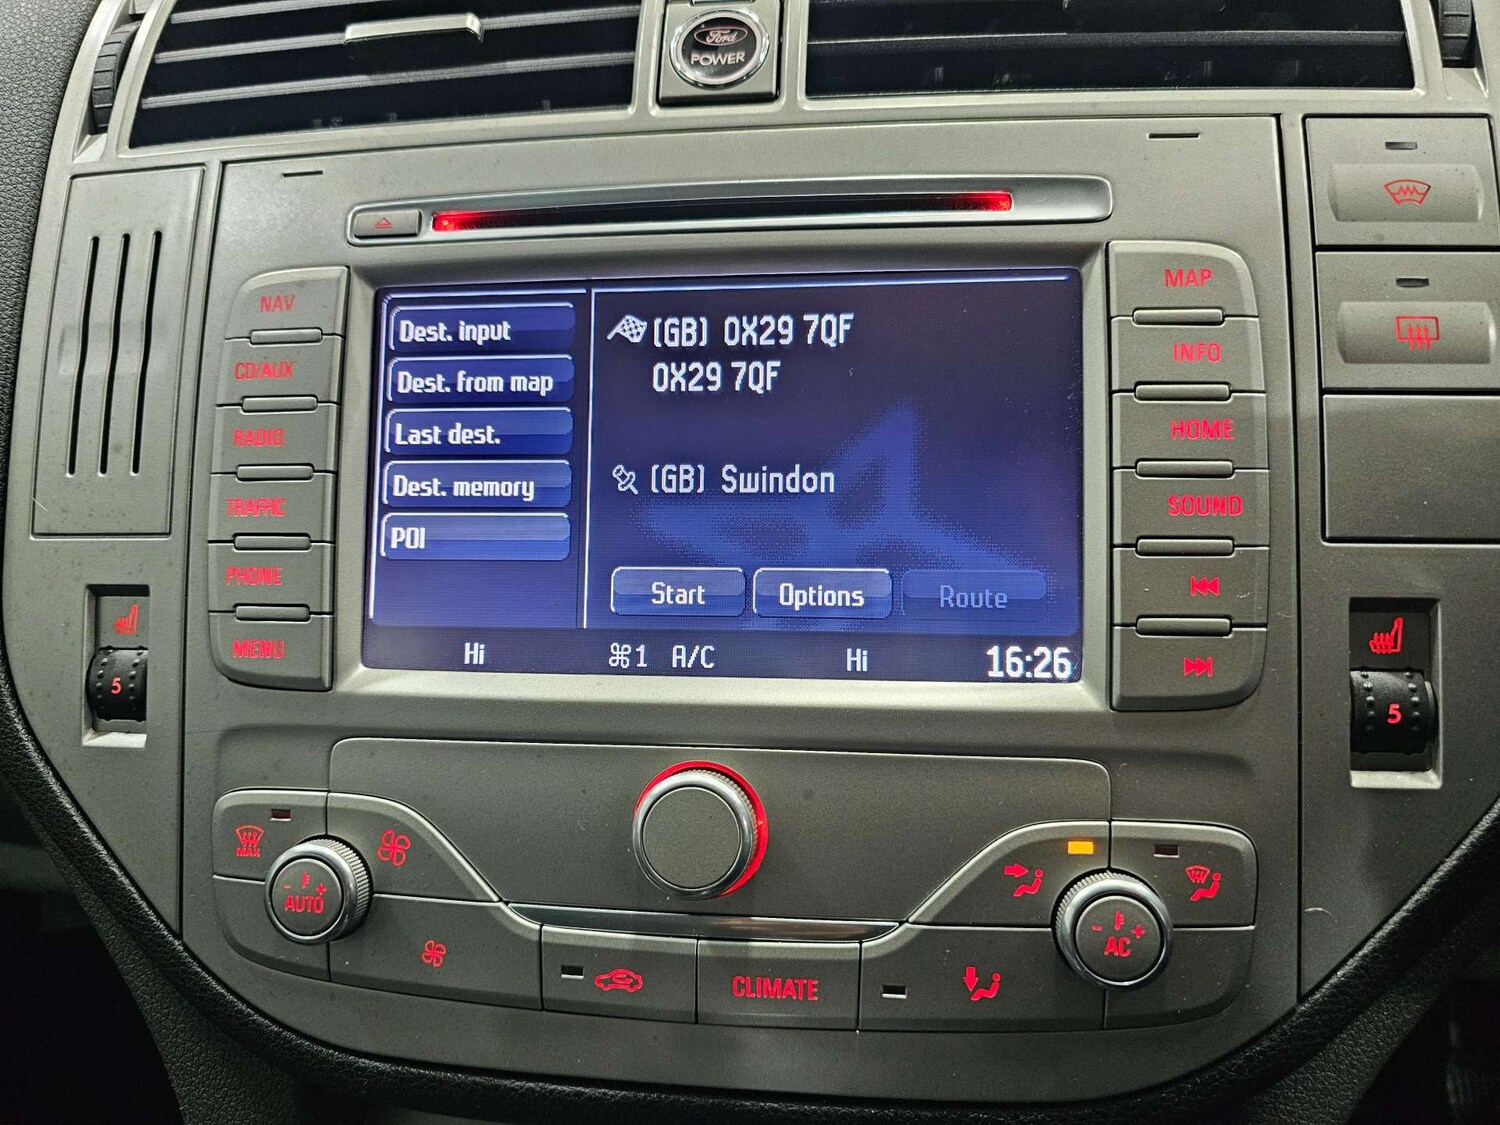 Ford
POWER
NAV
CD/AUX
RADIO
TRAFFIC
PHONE
MENU
Dest. input
Dest. from map
Last dest.
Dest. memory
POI
(GB) OX29 7QF
OX29 7QF
(GB) Swindon
Start Options Route
Hi 1 A/C Hi 16:26
MAP
INFO
HOME
SOUND
5
5
MAX
- + AUTO
- + AC
CLIMATE